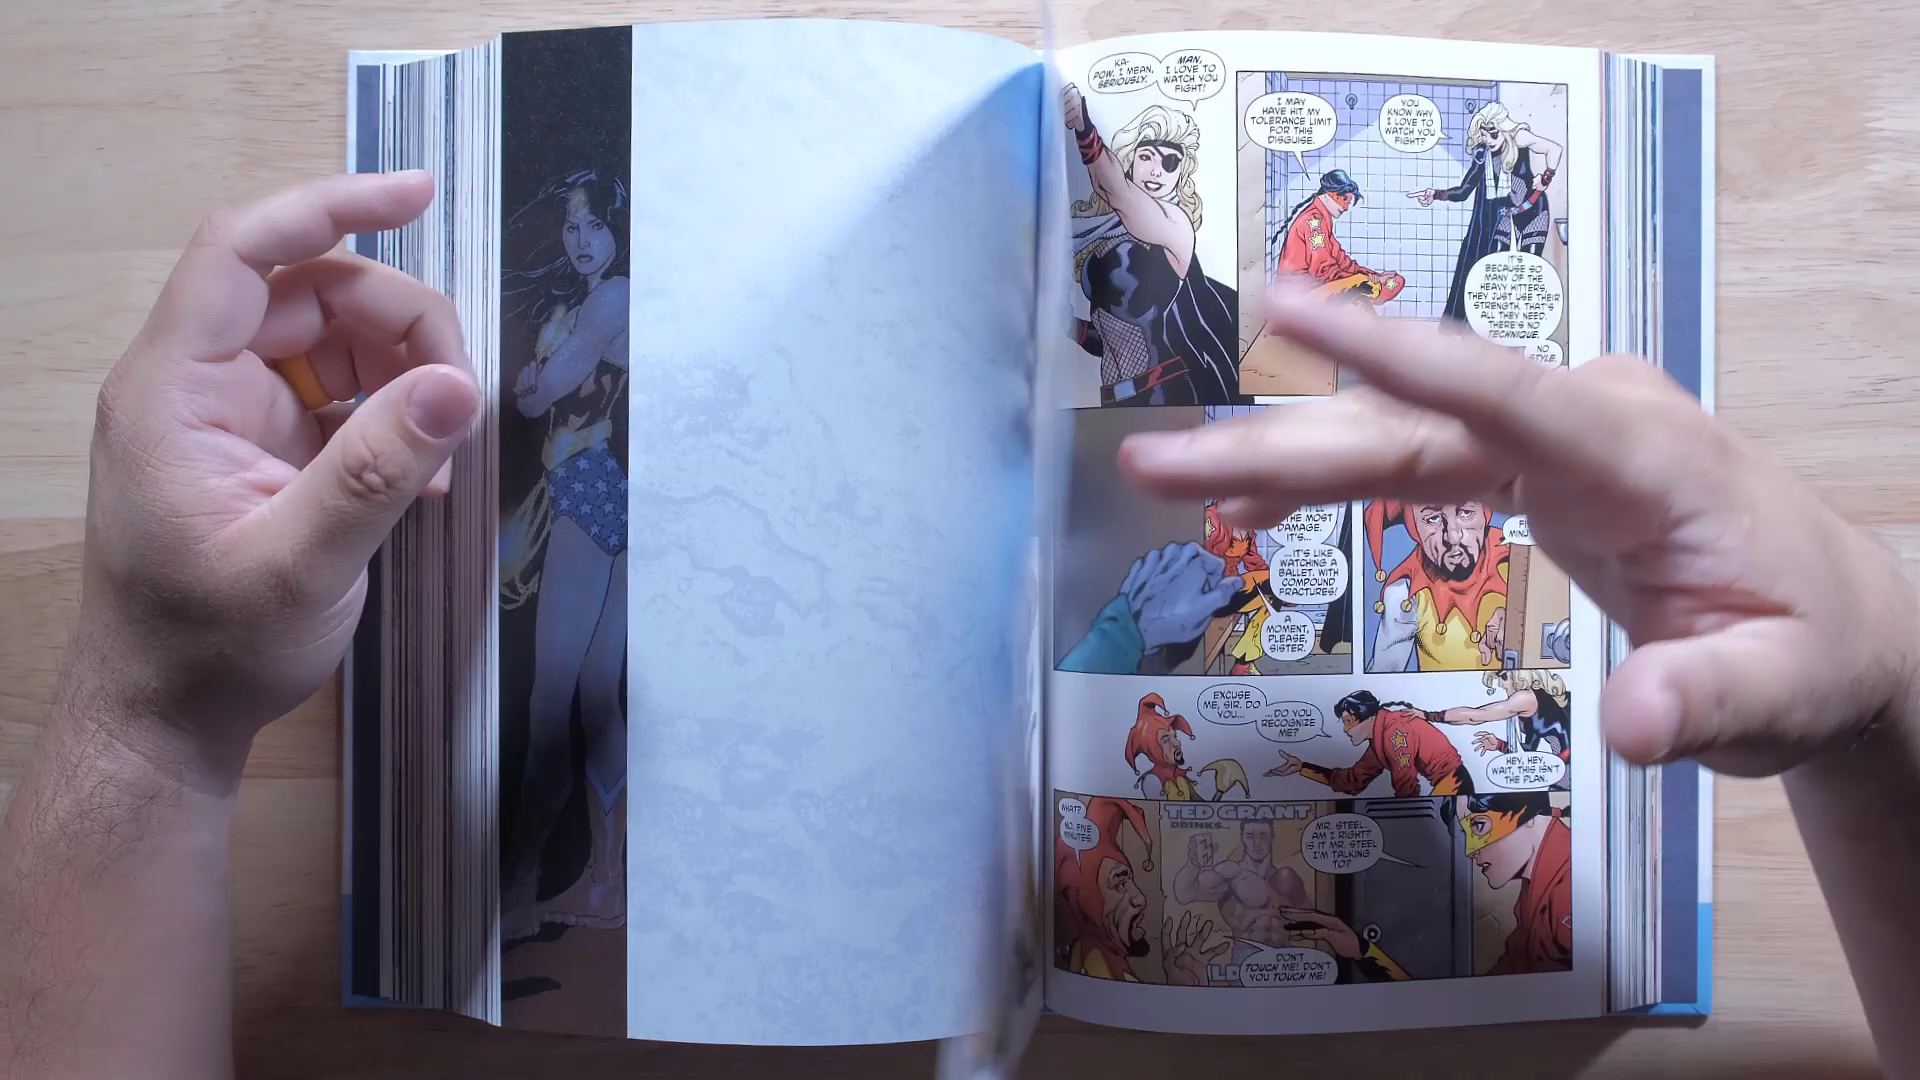 KA-
POW. I MEAN,
SERIOUSLY.
MAN,
I LOVE TO
WATCH YOU
FIGHT!
I MAY
HAVE HIT MY
TOLERANCE LIMIT
FOR THIS
DISGUISE.
YOU
KNOW WHY
I LOVE TO
WATCH YOU
FIGHT?
IT'S
BECAUSE SO
MANY OF THE
HEAVY HITTERS,
THEY JUST USE THEIR
STRENGTH. THAT'S
ALL THEY NEED.
THERE'S NO
TECHNIQUE.
NO
STYLE.
THE MOST
DAMAGE.
IT'S...
...IT'S LIKE
WATCHING A
BALLET. WITH
COMPOUND
FRACTURES!
A
MOMENT,
PLEASE,
SISTER.
EXCUSE
ME, SIR. DO
YOU...
...DO YOU
RECOGNIZE
ME?
HEY, HEY,
WAIT, THIS ISN'T
THE PLAN.
WHAT?
NO. FIVE
MINUTES.
TED GRANT
DRINKS...
MR. STEEL.
AM I RIGHT?
IS IT MR. STEEL
I'M TALKING
TO?
DON'T
TOUCH ME! DON'T
YOU TOUCH ME!